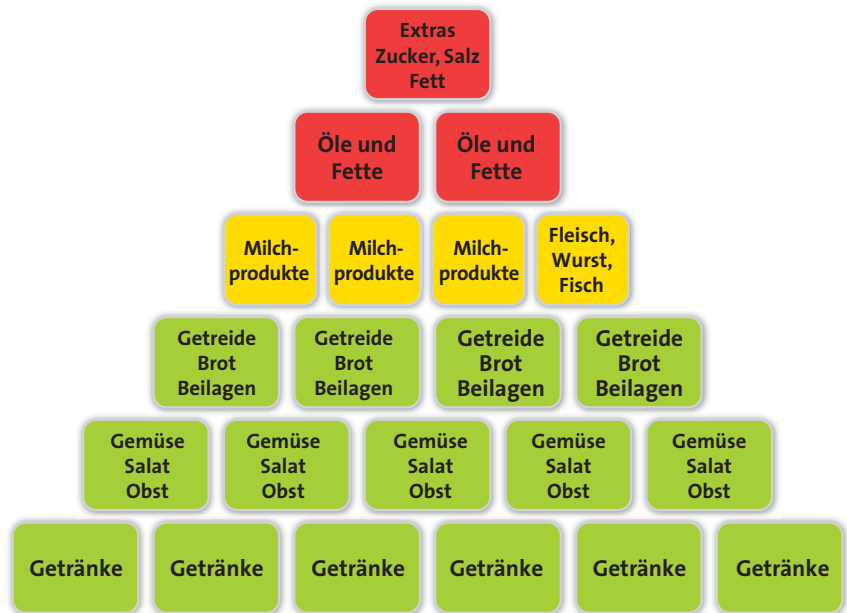 Extras
Zucker, Salz
Fett
Öle und
Fette
Öle und
Fette
Milch-
produkte
Milch-
produkte
Milch-
produkte
Fleisch,
Wurst,
Fisch
Getreide
Brot
Beilagen
Getreide
Brot
Beilagen
Getreide
Brot
Beilagen
Getreide
Brot
Beilagen
Gemüse
Salat
Obst
Gemüse
Salat
Obst
Gemüse
Salat
Obst
Gemüse
Salat
Obst
Gemüse
Salat
Obst
Getränke
Getränke
Getränke
Getränke
Getränke
Getränke